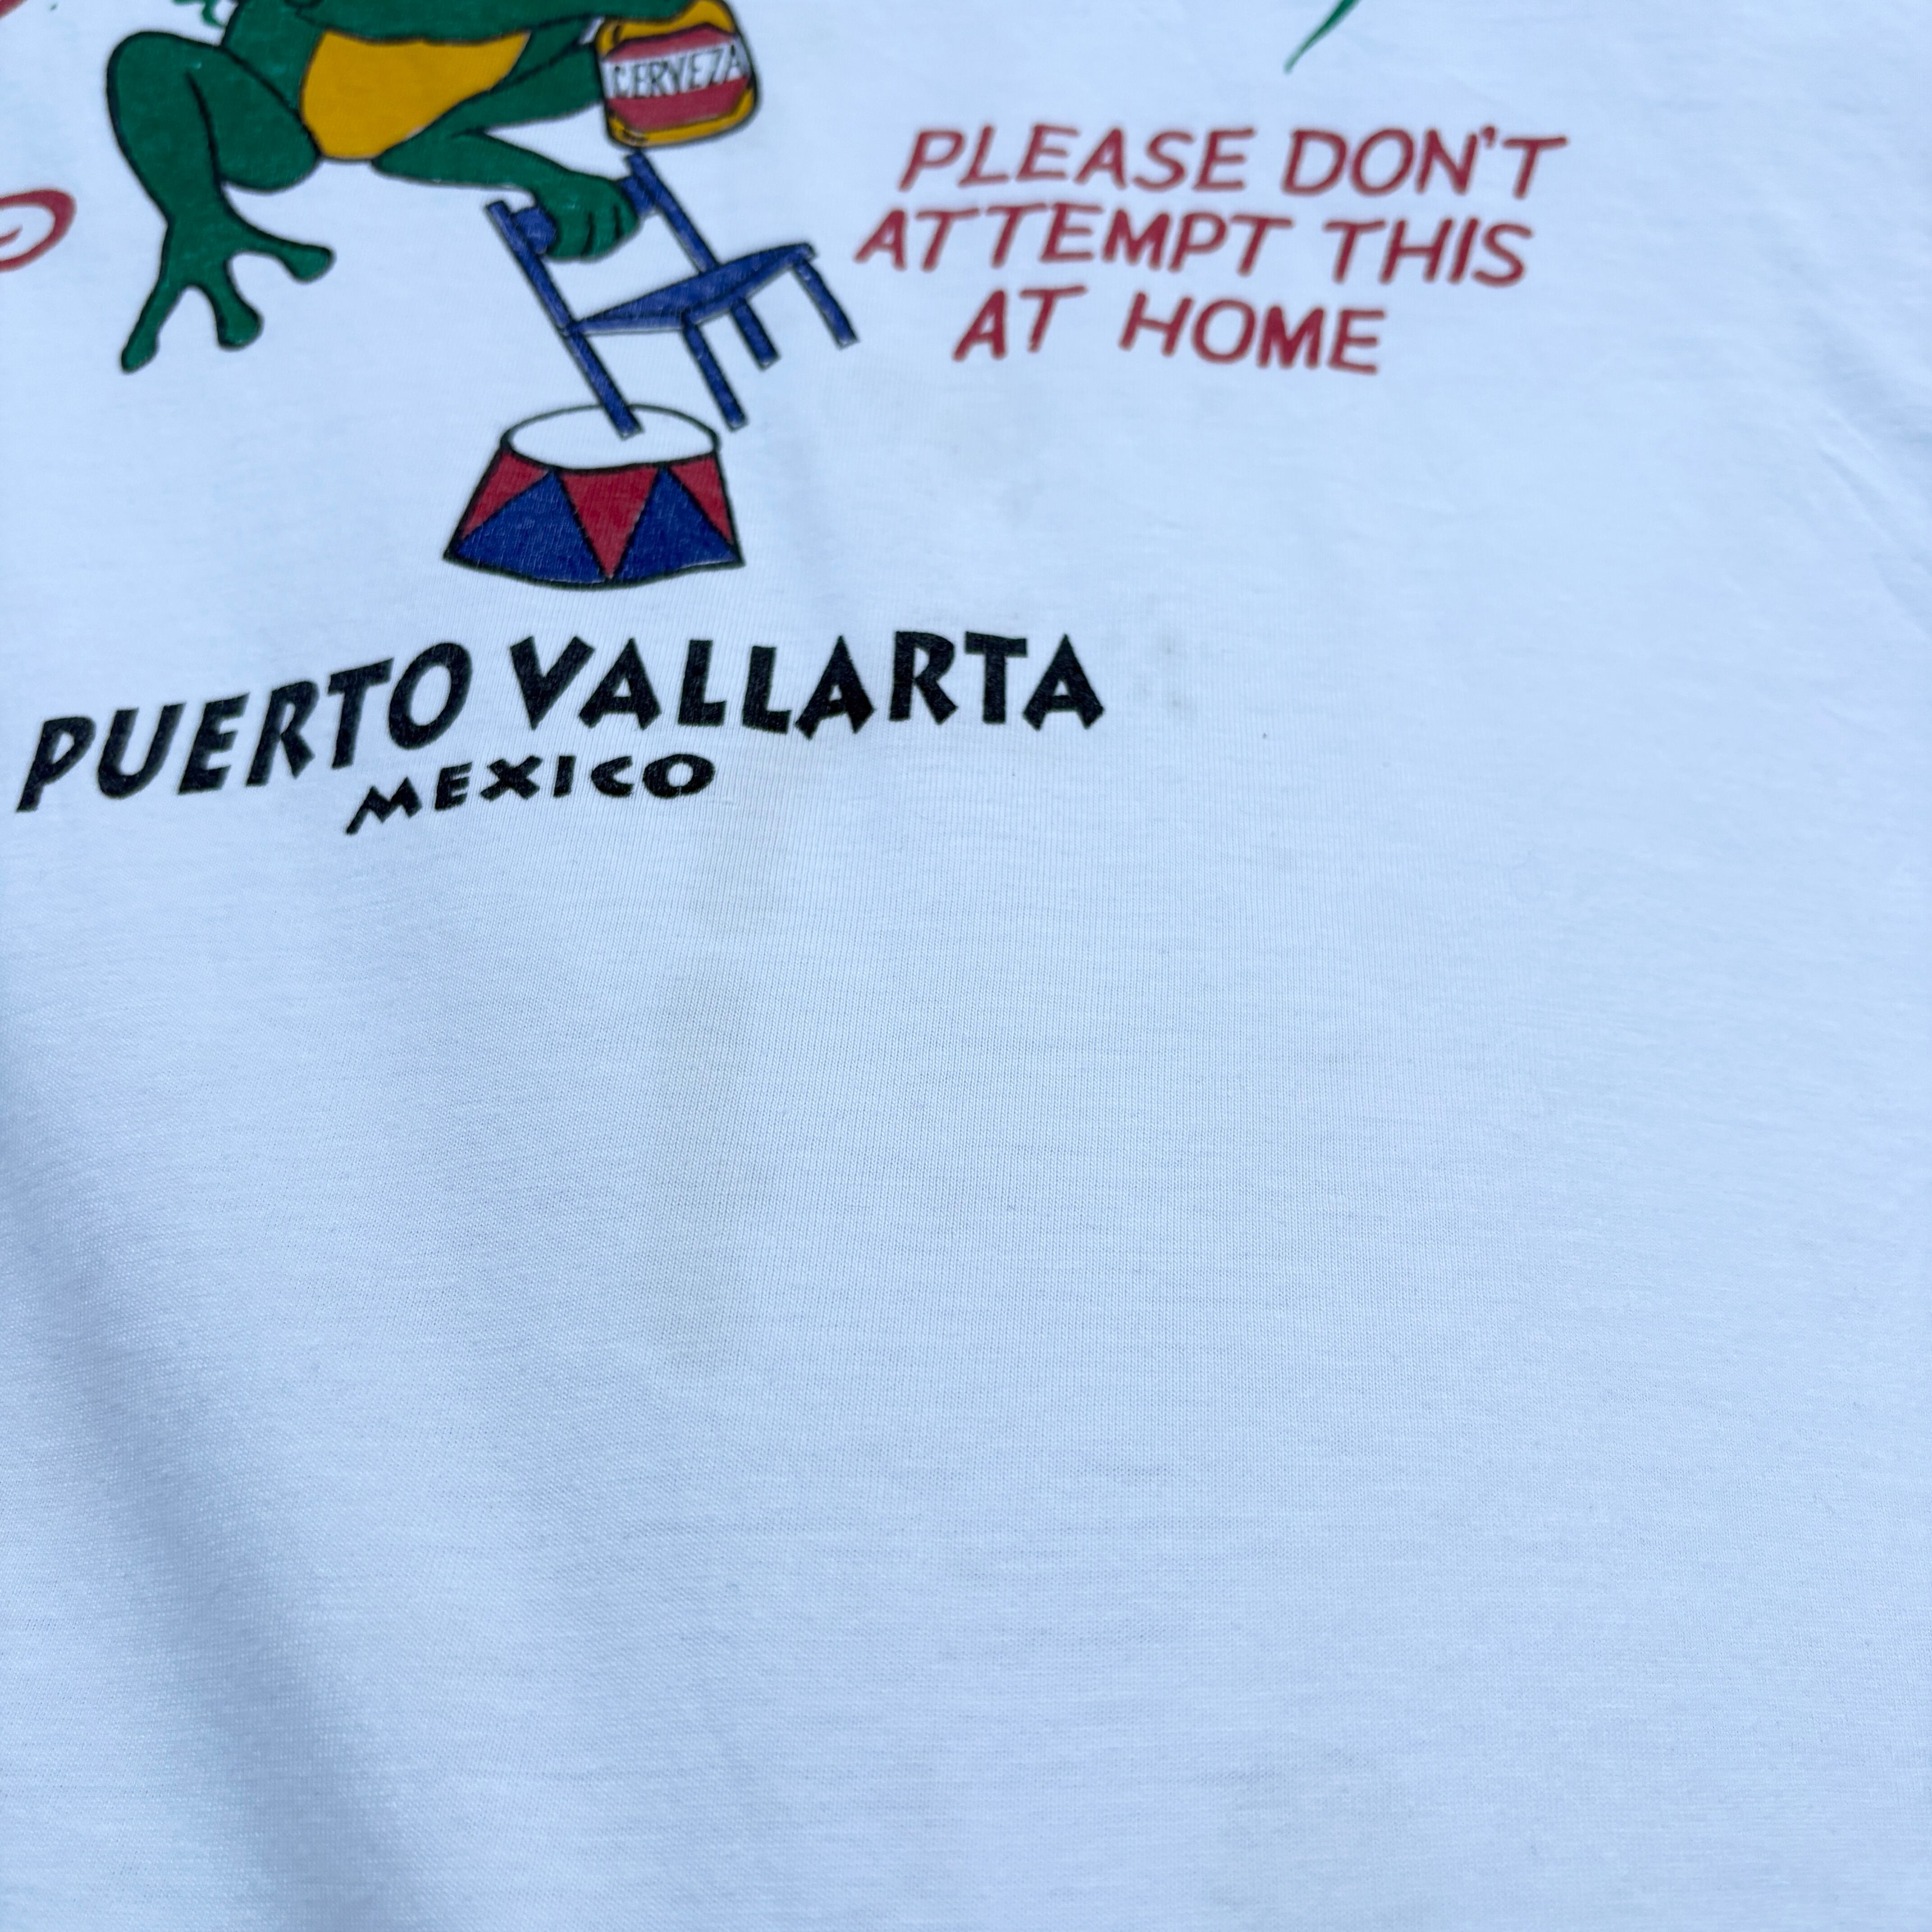 CERVEZA
PLEASE DON'T
ATTEMPT THIS
AT HOME
PUERTO VALLARTA
MEXICO